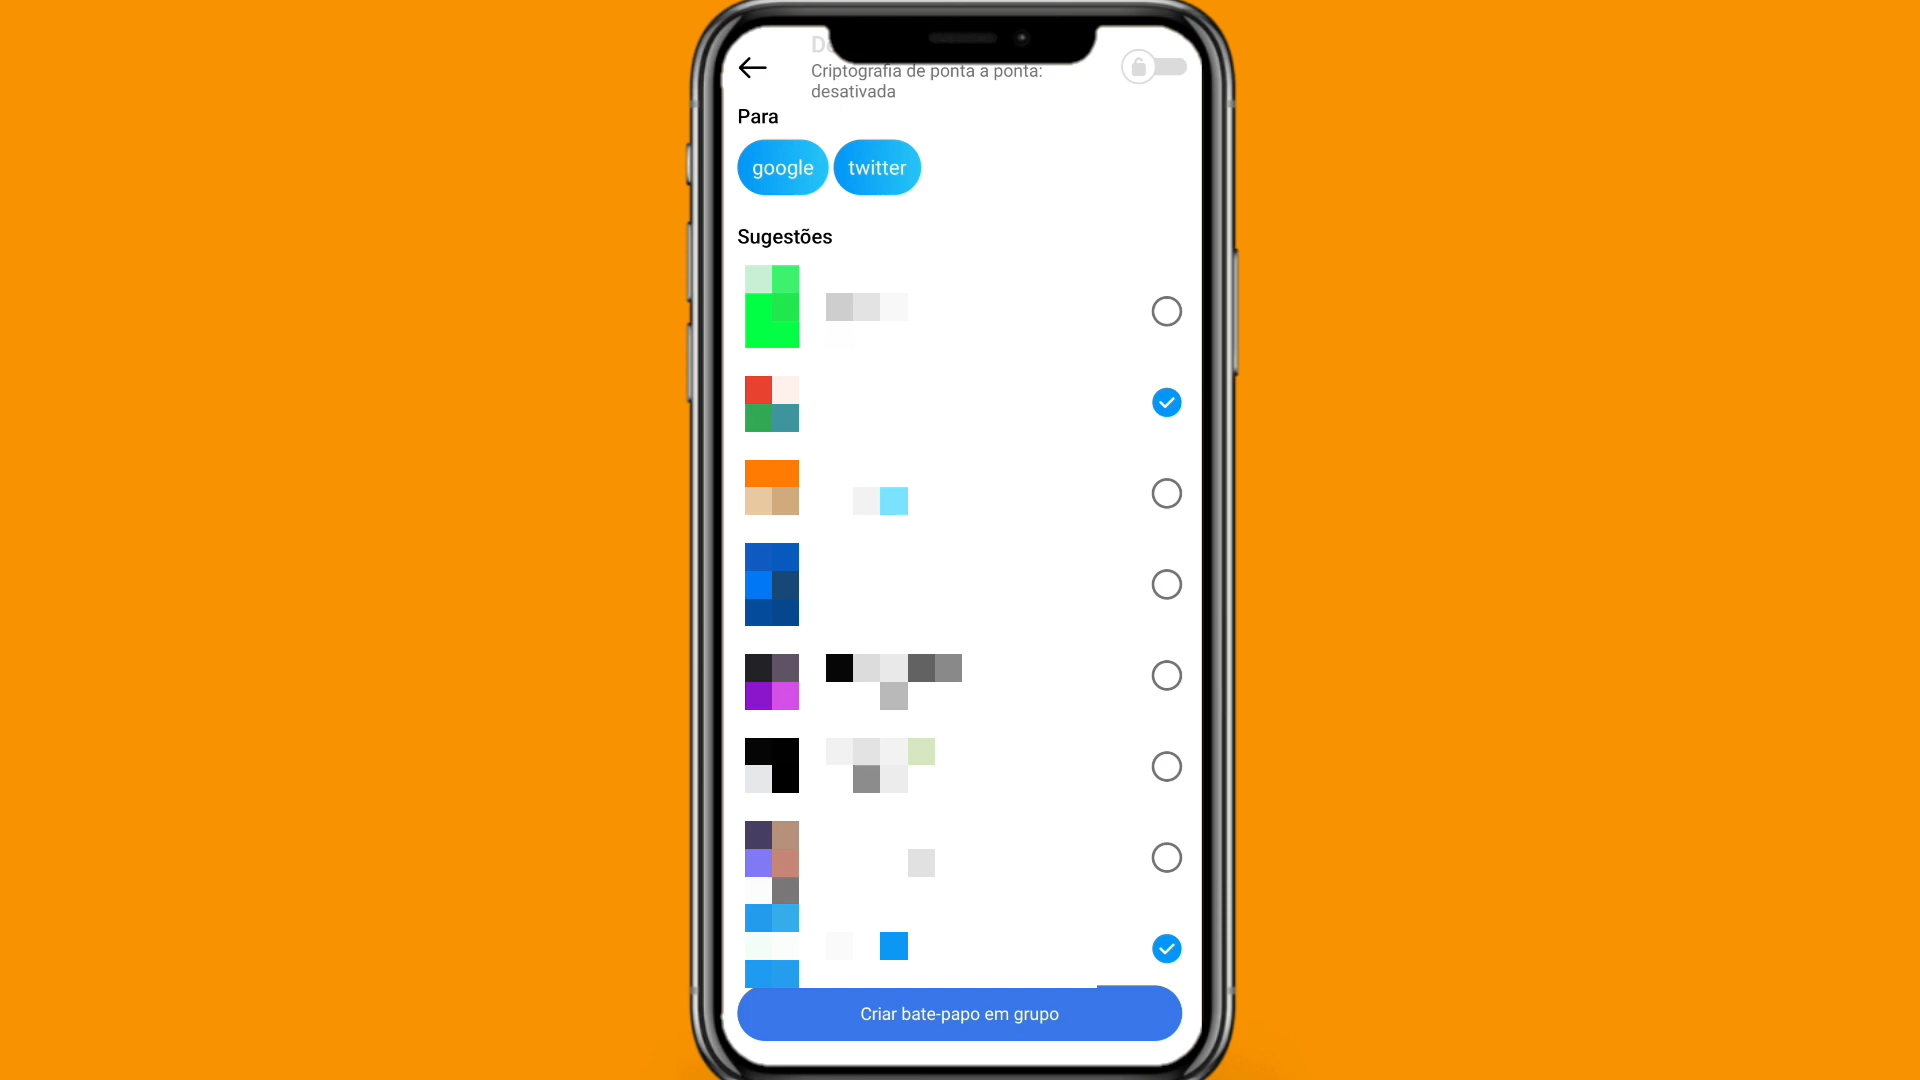 Criptografia de ponta a ponta:
desativada
Para
google twitter
Sugestões
Criar bate-papo em grupo